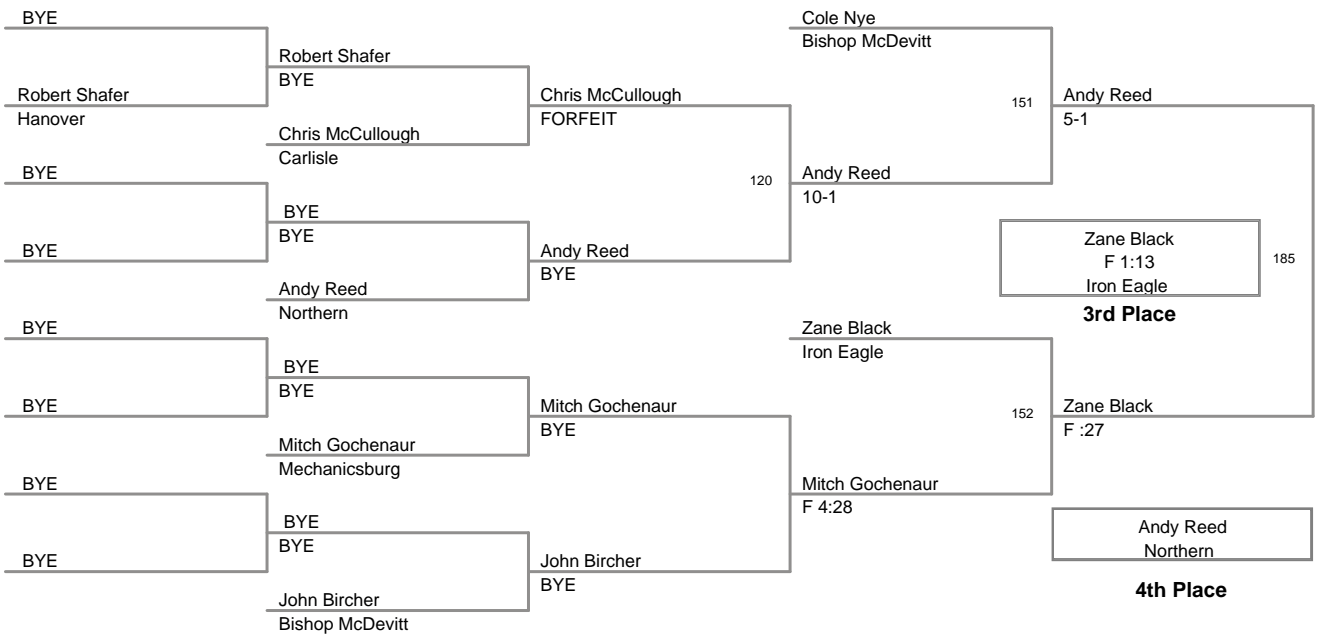 BYE
Cole Nye
Bishop McDevitt
Robert Shafer
BYE
Robert Shafer
Hanover
Chris McCullough
FORFEIT
151
Andy Reed
5-1
Chris McCullough
Carlisle
BYE
120
Andy Reed
10-1
BYE
BYE
Zane Black
F 1:13
Iron Eagle
185
BYE
Andy Reed
BYE
Andy Reed
Northern
3rd Place
BYE
Zane Black
Iron Eagle
BYE
BYE
BYE
Mitch Gochenaur
BYE
152
Zane Black
F :27
Mitch Gochenaur
Mechanicsburg
BYE
Mitch Gochenaur
F 4:28
BYE
BYE
Andy Reed
Northern
BYE
John Bircher
BYE
4th Place
John Bircher
Bishop McDevitt